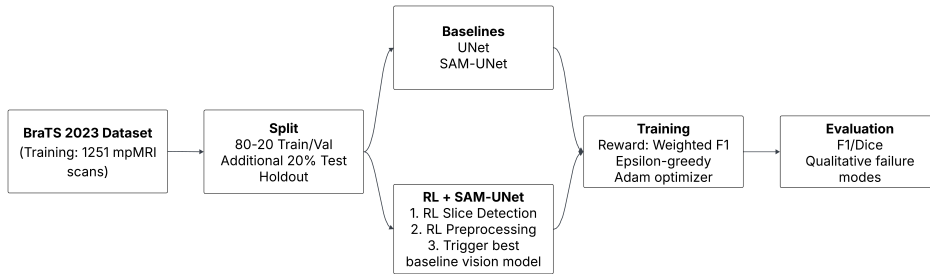 BraTS 2023 Dataset
(Training: 1251 mpMRI
scans)
Split
80-20 Train/Val
Additional 20% Test
Holdout
Baselines
UNet
SAM-UNet
RL + SAM-UNet
1. RL Slice Detection
2. RL Preprocessing
3. Trigger best
baseline vision model
Training
Reward: Weighted F1
Epsilon-greedy
Adam optimizer
Evaluation
F1/Dice
Qualitative failure
modes